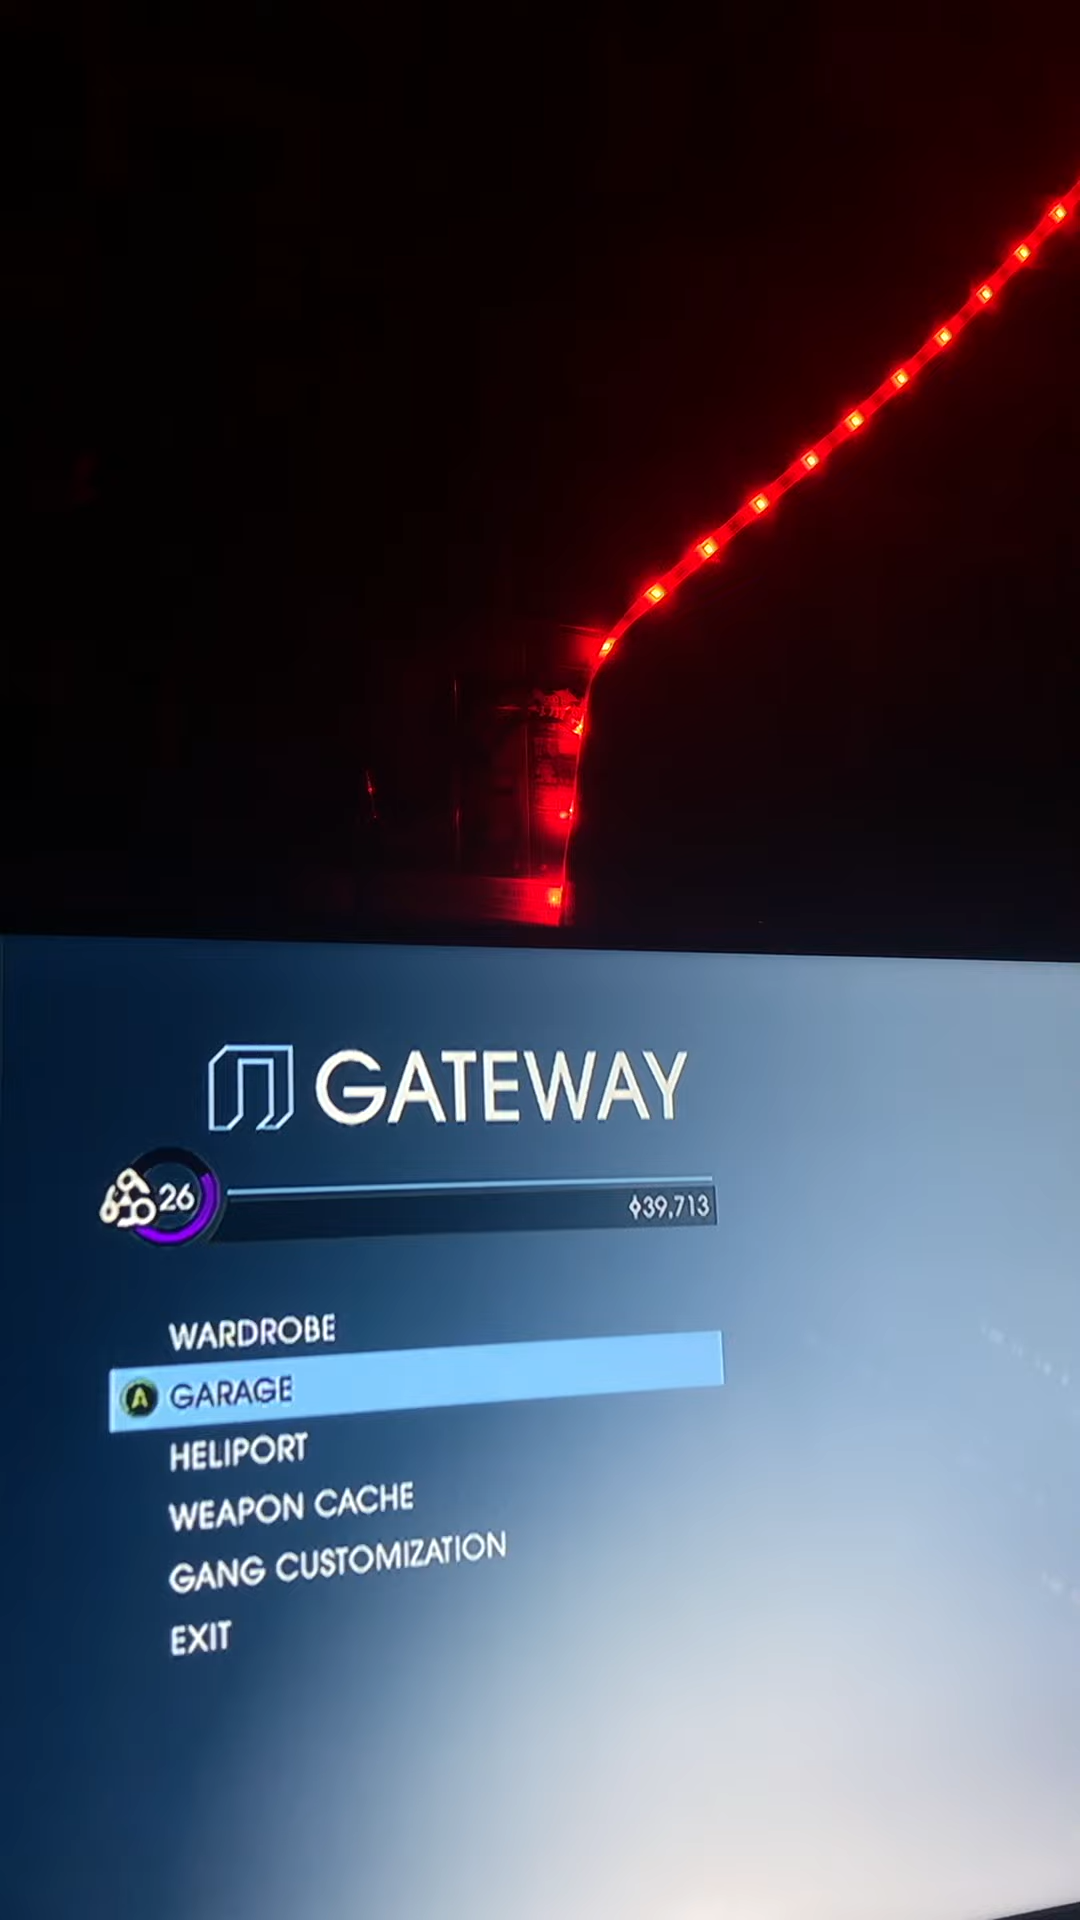 GATEWAY
26
39,713
WARDROBE
A GARAGE
HELIPORT
WEAPON CACHE
GANG CUSTOMIZATION
EXIT